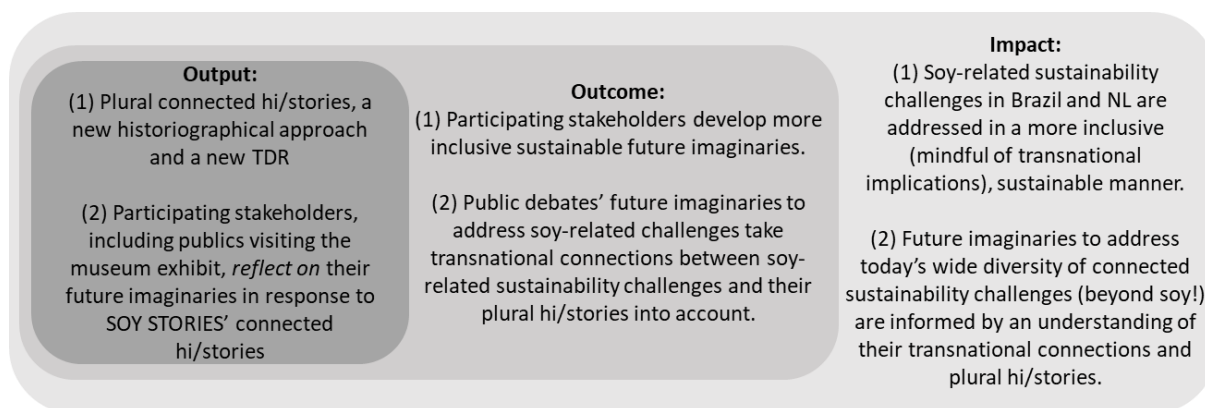 Output:
(1) Plural connected hi/stories, a
new historiographical approach
and a new TDR
(2) Participating stakeholders,
including publics visiting the
museum exhibit, reflect on their
future imaginaries in response to
SOY STORIES’ connected
hi/stories
Outcome:
(1) Participating stakeholders develop more
inclusive sustainable future imaginaries.
(2) Public debates’ future imaginaries to
address soy-related challenges take
transnational connections between soy-
related sustainability challenges and their
plural hi/stories into account.
Impact:
(1) Soy-related sustainability
challenges in Brazil and NL are
addressed in a more inclusive
(mindful of transnational
implications), sustainable manner.
(2) Future imaginaries to address
today’s wide diversity of connected
sustainability challenges (beyond soy!)
are informed by an understanding of
their transnational connections and
plural hi/stories.